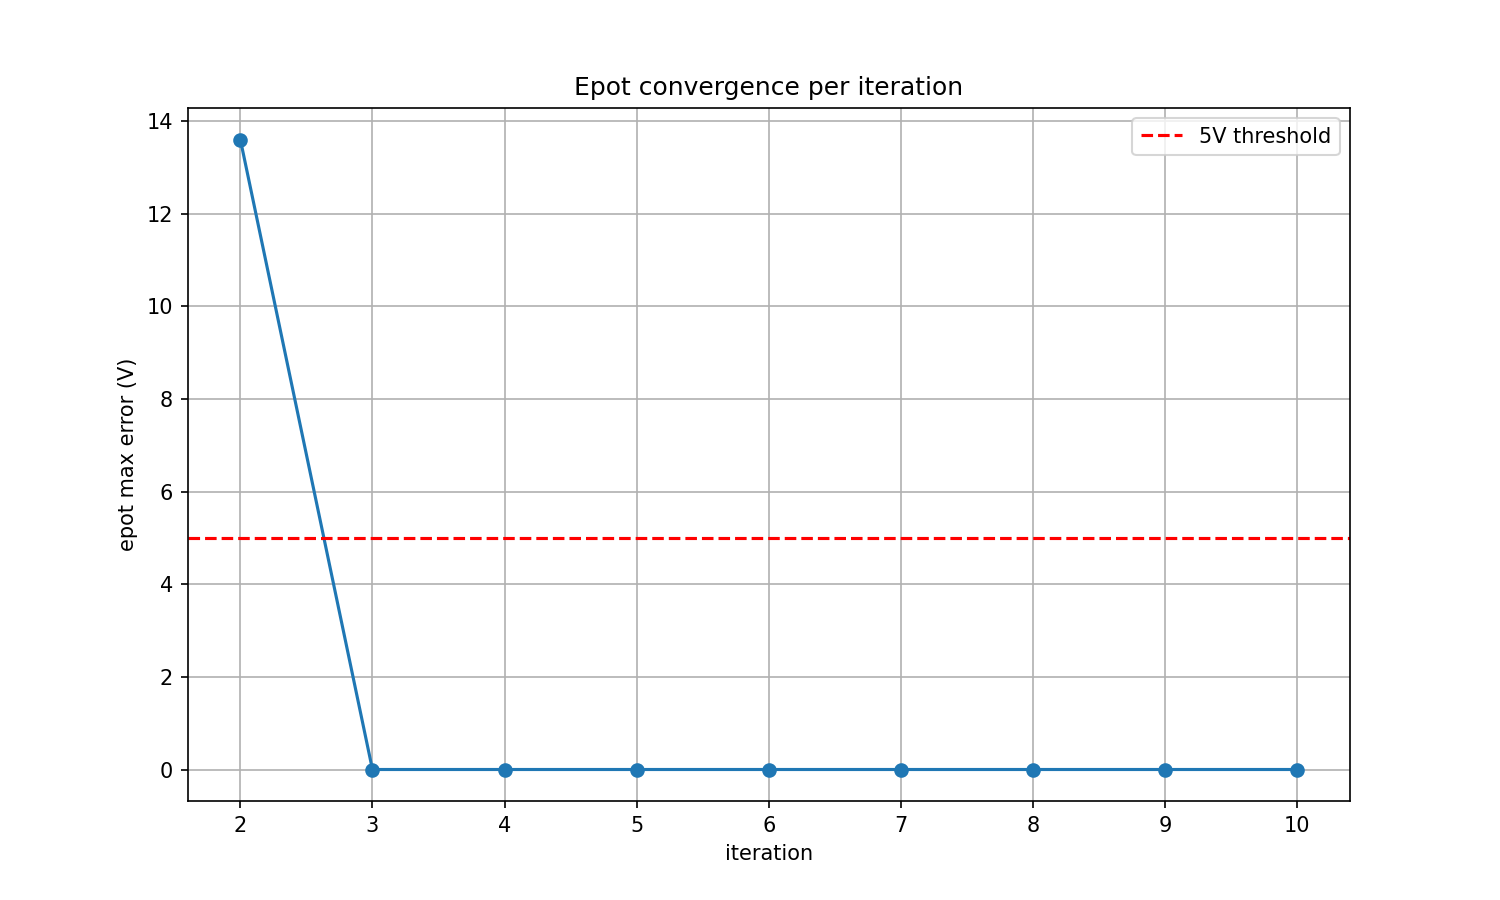 Epot convergence per iteration
5V threshold
epot max error (V)
14
12
10
8
6
4
2
0
2 3 4 5 6 7 8 9 10
iteration